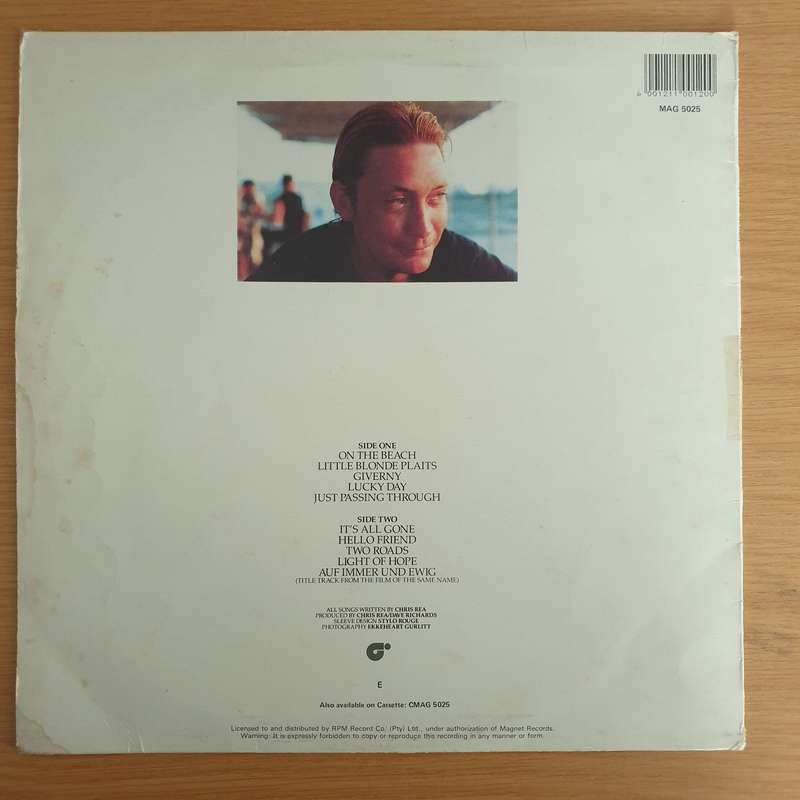 6 001211 001200
MAG 5025
SIDE ONE
ON THE BEACH
LITTLE BLONDE PLAITS
GIVERNY
LUCKY DAY
JUST PASSING THROUGH
SIDE TWO
IT'S ALL GONE
HELLO FRIEND
TWO ROADS
LIGHT OF HOPE
AUF IMMER UND EWIG
(TITLE TRACK FROM THE FILM OF THE SAME NAME)
ALL SONGS WRITTEN BY CHRIS REA
PRODUCED BY CHRIS REA/DAVE RICHARDS
SLEEVE DESIGN STYLO ROUGE
PHOTOGRAPHY EKKEHEART GURLITT
E
Also available on Cassette: CMAG 5025
Licensed to and distributed by RPM Record Co. (Pty) Ltd., under authorization of Magnet Records.
Warning: It is expressly forbidden to copy or reproduce this recording in any manner or form.